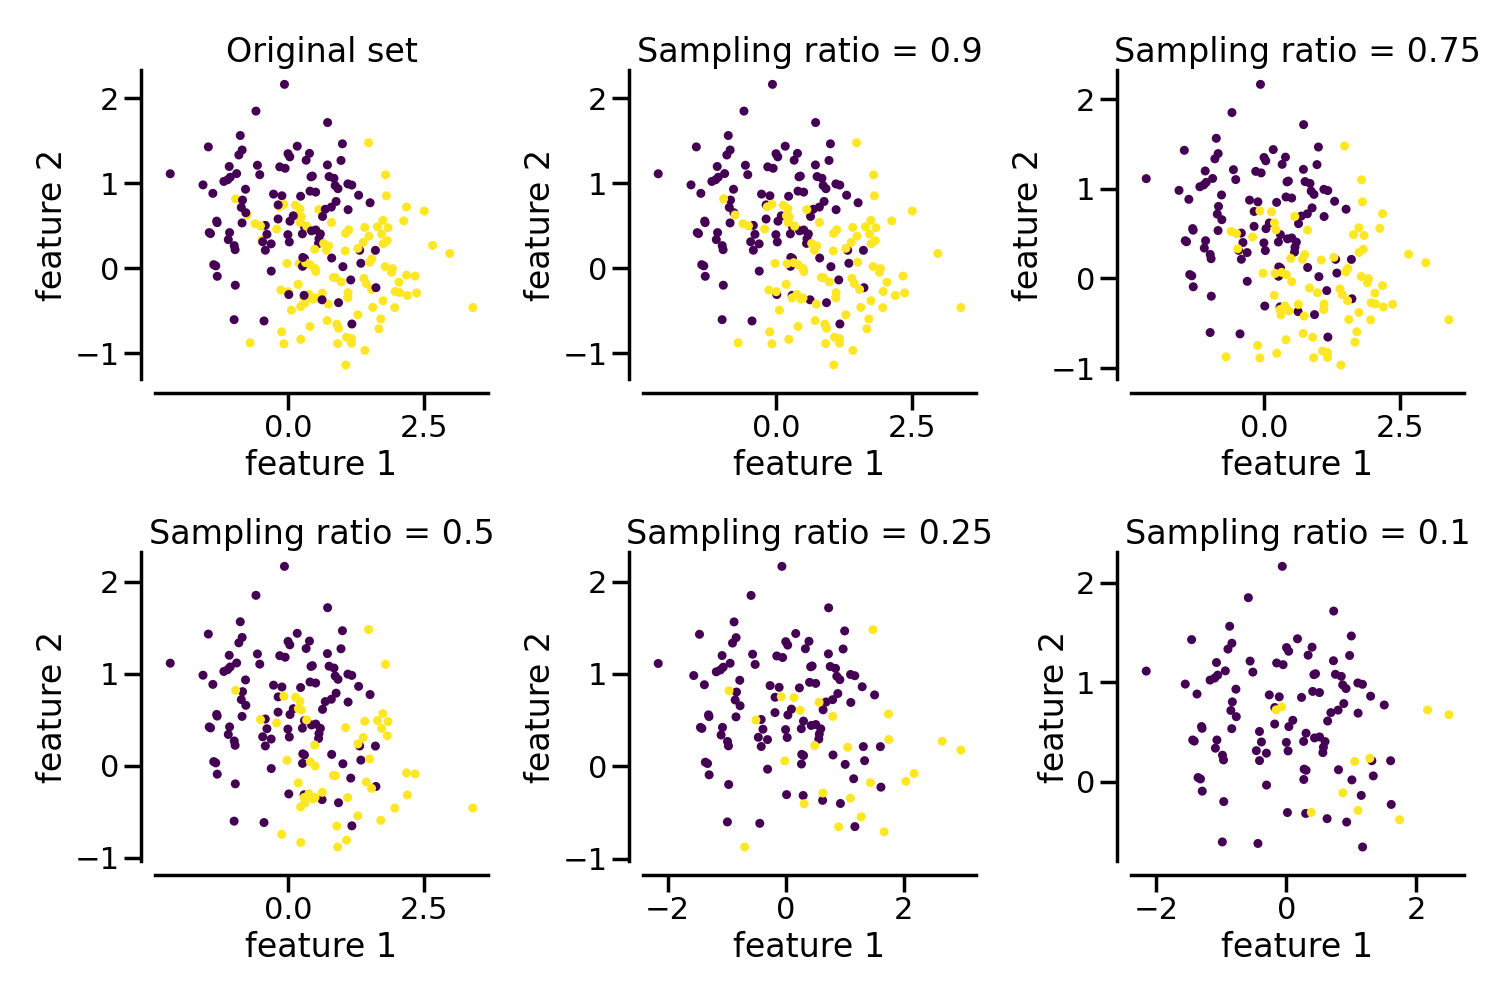 Original set
2
1
0
−1
feature 2
0.0 2.5
feature 1
Sampling ratio = 0.9
2
1
0
−1
feature 2
0.0 2.5
feature 1
Sampling ratio = 0.75
2
1
0
−1
feature 2
0.0 2.5
feature 1
Sampling ratio = 0.5
2
1
0
−1
feature 2
0.0 2.5
feature 1
Sampling ratio = 0.25
2
1
0
−1
feature 2
−2 0 2
feature 1
Sampling ratio = 0.1
2
1
0
feature 2
−2 0 2
feature 1